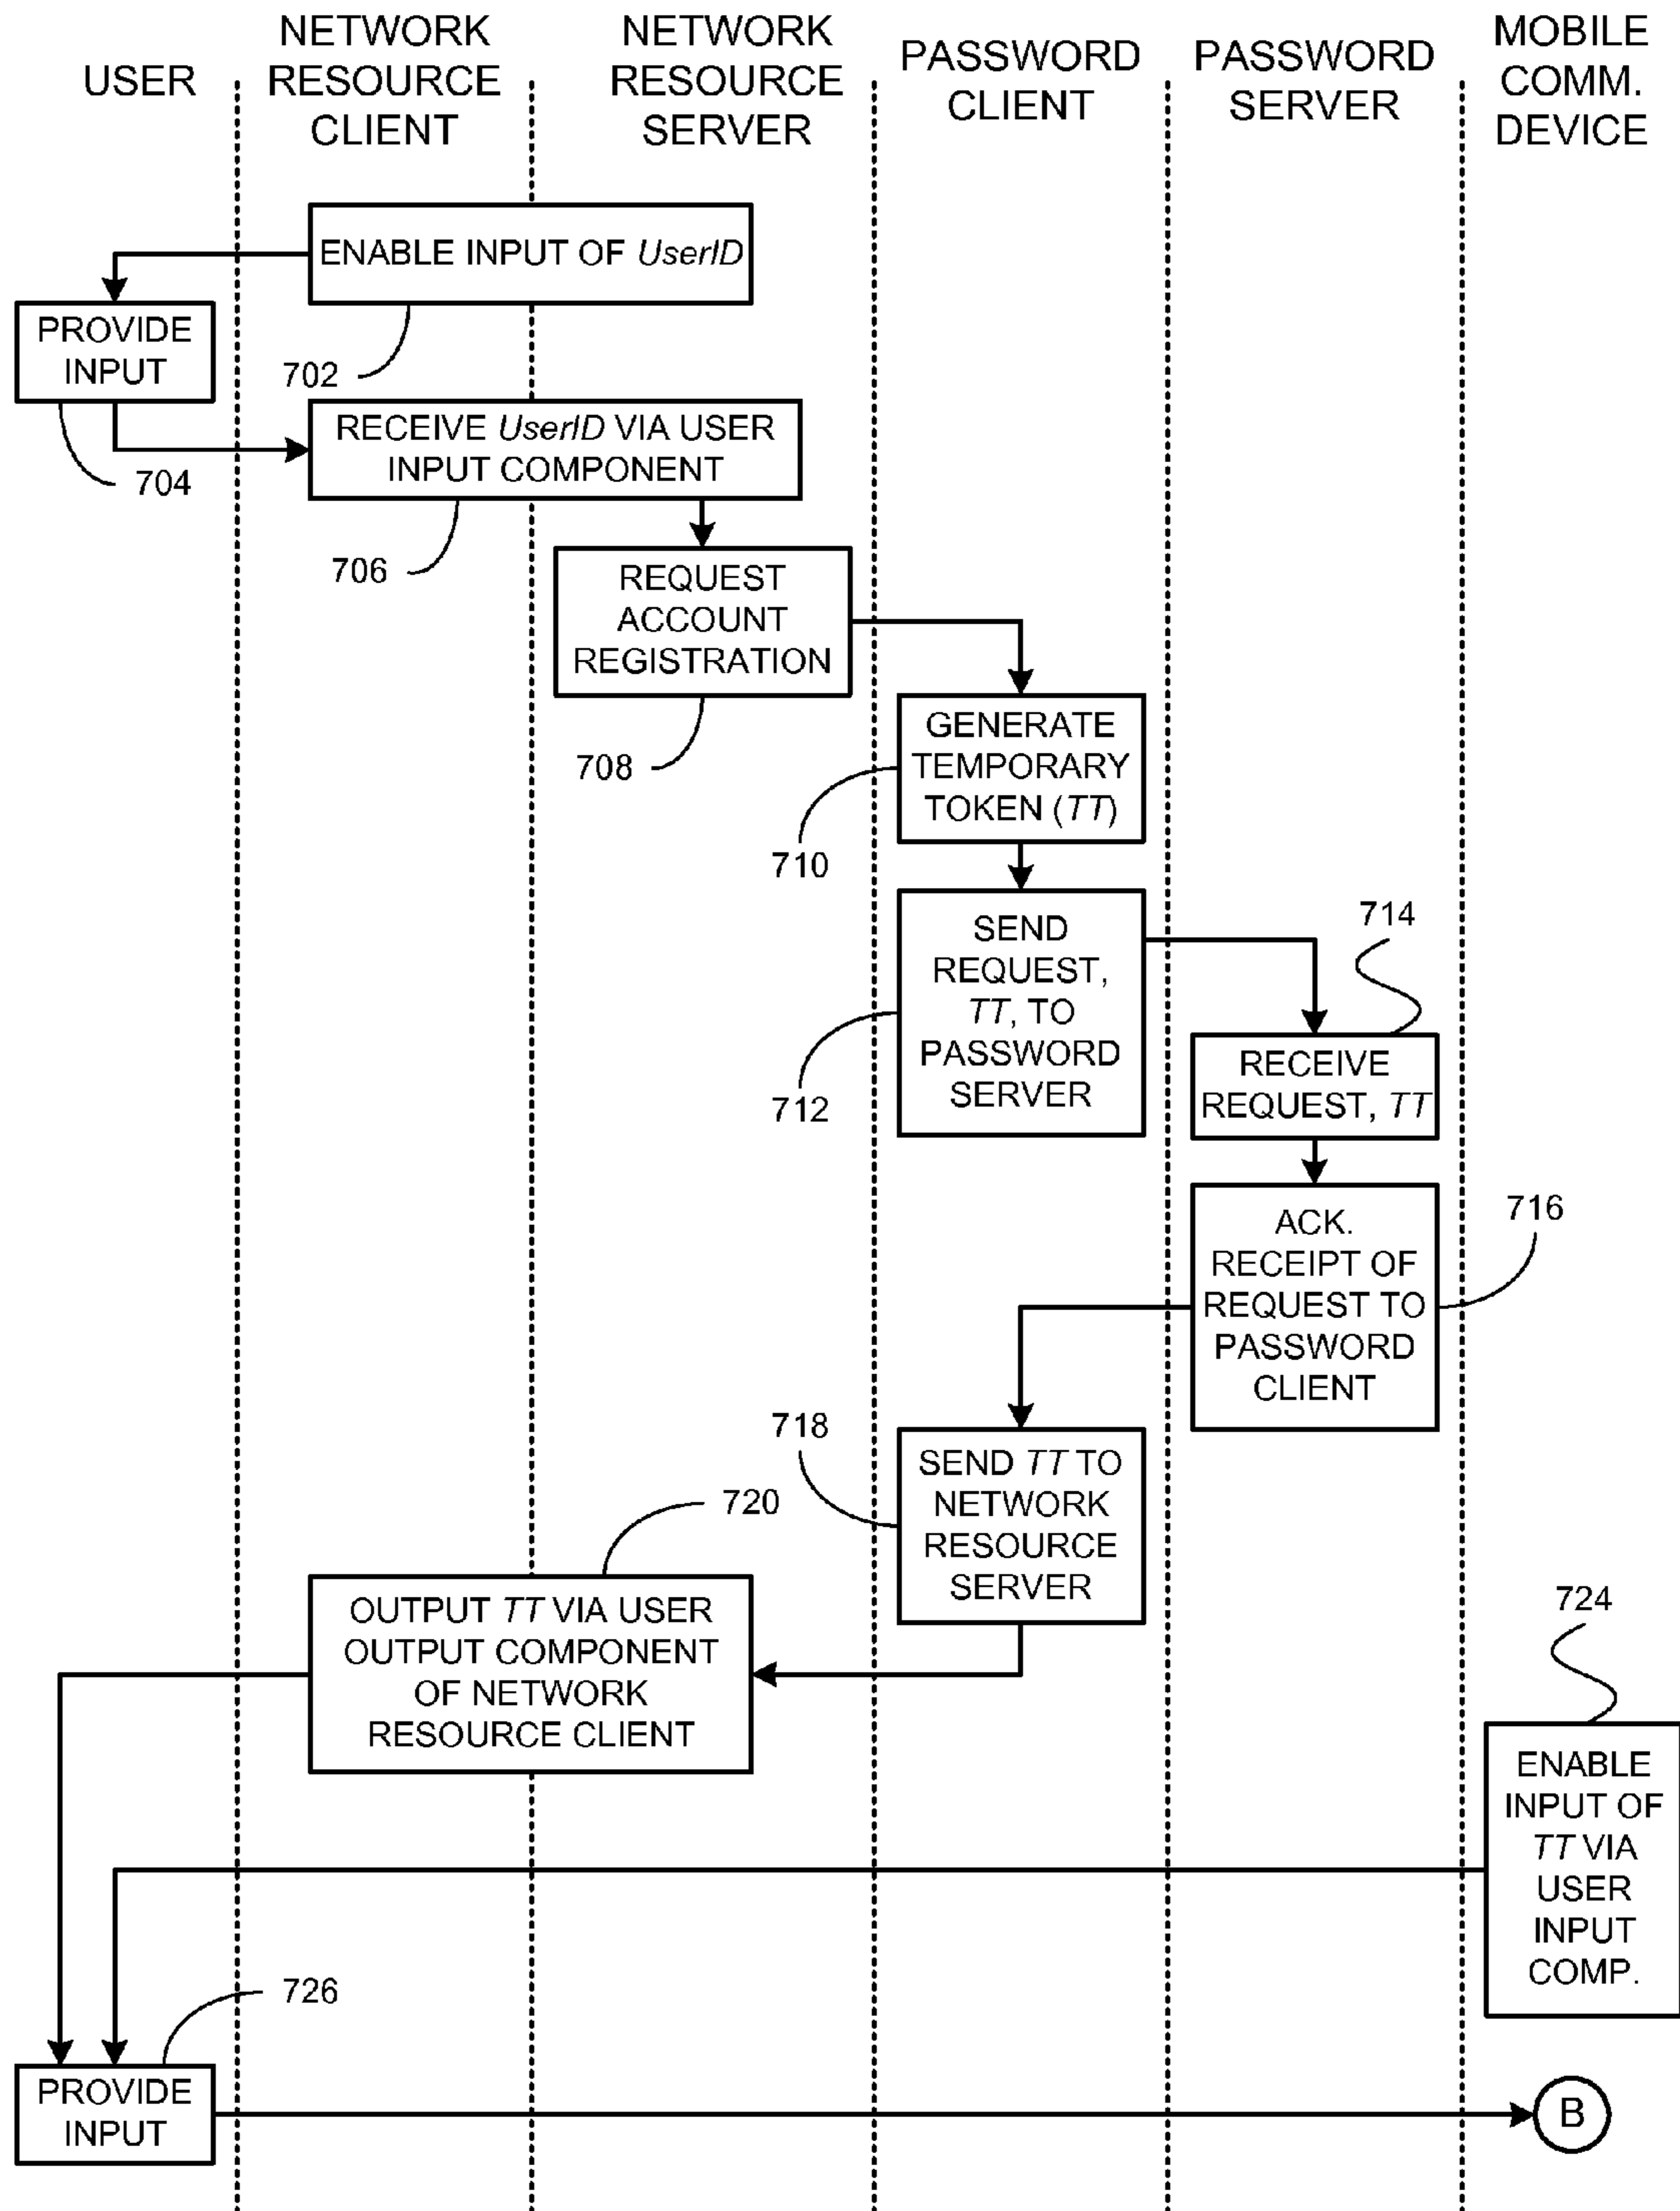 USER
NETWORK
RESOURCE
CLIENT
NETWORK
RESOURCE
SERVER
PASSWORD
CLIENT
PASSWORD
SERVER
MOBILE
COMM.
DEVICE
ENABLE INPUT OF UserID
702
PROVIDE
INPUT
704
RECEIVE UserID VIA USER
INPUT COMPONENT
706
REQUEST
ACCOUNT
REGISTRATION
708
GENERATE
TEMPORARY
TOKEN (TT)
710
SEND
REQUEST,
TT, TO
PASSWORD
SERVER
712
714
RECEIVE
REQUEST, TT
ACK.
RECEIPT OF
REQUEST TO
PASSWORD
CLIENT
716
718
SEND TT TO
NETWORK
RESOURCE
SERVER
720
OUTPUT TT VIA USER
OUTPUT COMPONENT
OF NETWORK
RESOURCE CLIENT
724
ENABLE
INPUT OF
TT VIA
USER
INPUT
COMP.
726
PROVIDE
INPUT
B